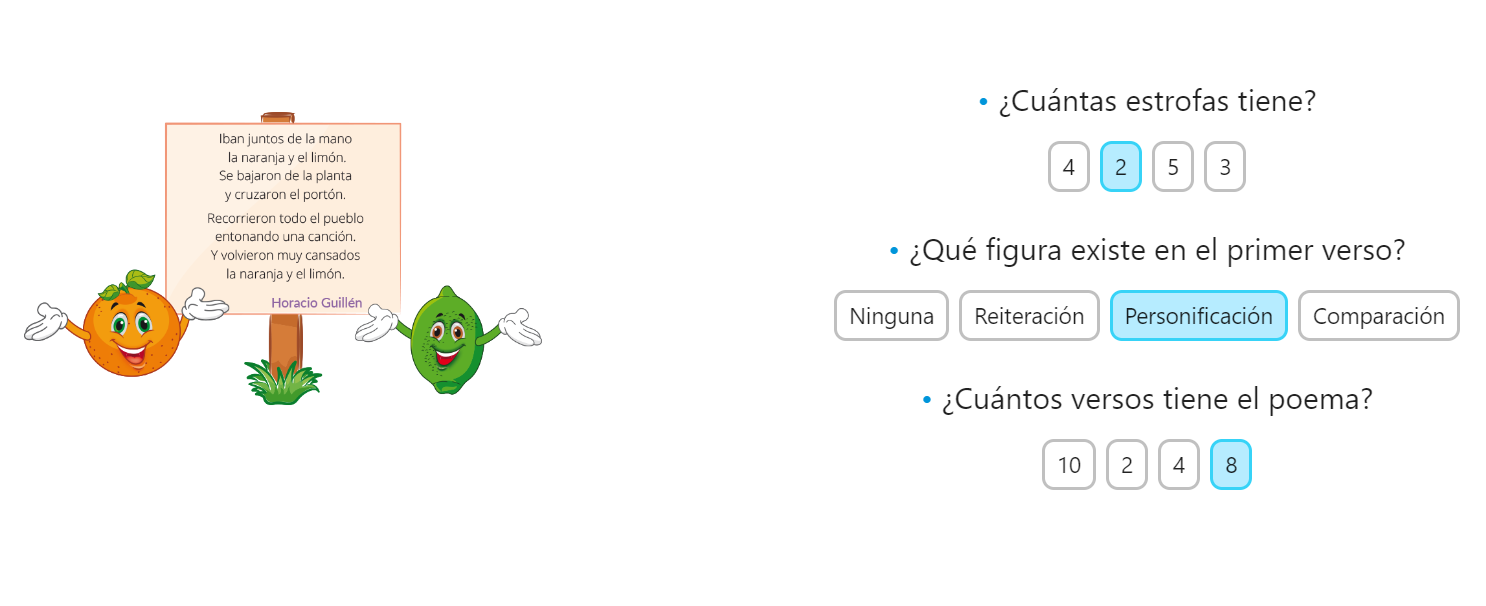 Iban juntos de la mano
la naranja y el limón.
Se bajaron de la planta
y cruzaron el portón.
Recorrieron todo el pueblo
entonando una canción.
Y volvieron muy cansados
la naranja y el limón.
Horacio Guillén
• ¿Cuántas estrofas tiene?
4 2 5 3
• ¿Qué figura existe en el primer verso?
Ninguna Reiteración Personificación Comparación
• ¿Cuántos versos tiene el poema?
10 2 4 8